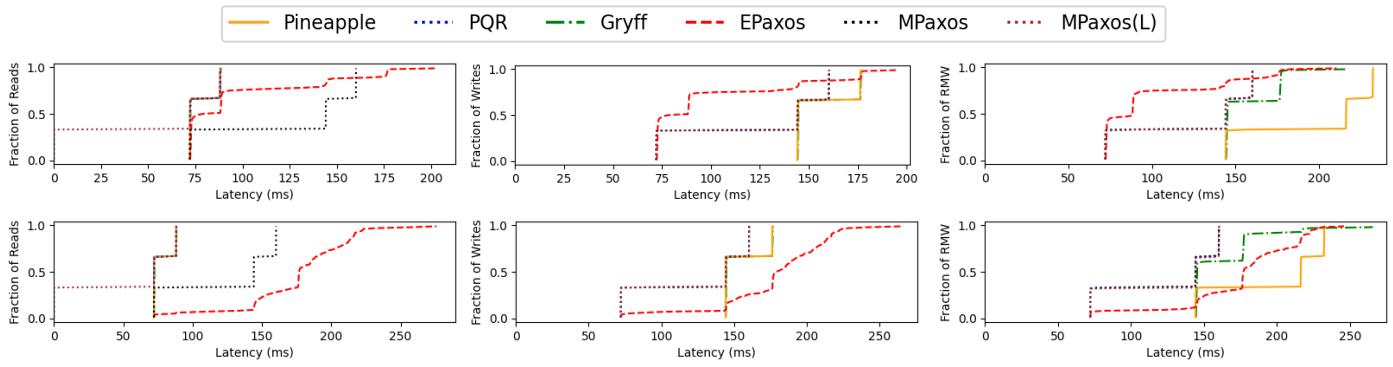 Pineapple PQR Gryff EPaxos MPaxos MPaxos(L)
Fraction of Reads
1.0
0.5
0.0
0 25 50 75 100 125 150 175 200
Latency (ms)
Fraction of Writes
1.0
0.5
0.0
0 25 50 75 100 125 150 175 200
Latency (ms)
Fraction of RMW
1.0
0.5
0.0
0 50 100 150 200
Latency (ms)
Fraction of Reads
1.0
0.5
0.0
0 50 100 150 200 250
Latency (ms)
Fraction of Writes
1.0
0.5
0.0
0 50 100 150 200 250
Latency (ms)
Fraction of RMW
1.0
0.5
0.0
0 50 100 150 200 250
Latency (ms)